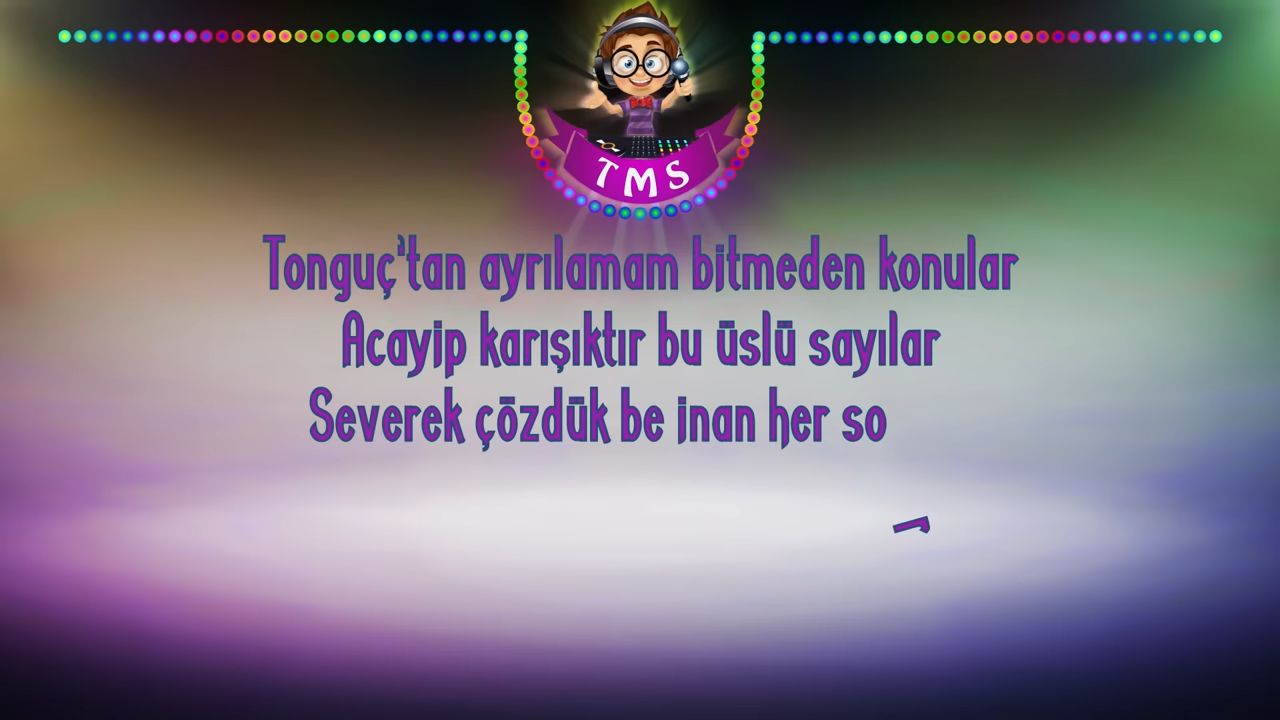 TMS
Tonguç'tan ayrılamam bitmeden konular
Acayip karışıktır bu üslü sayılar
Severek çözdük be inan her so